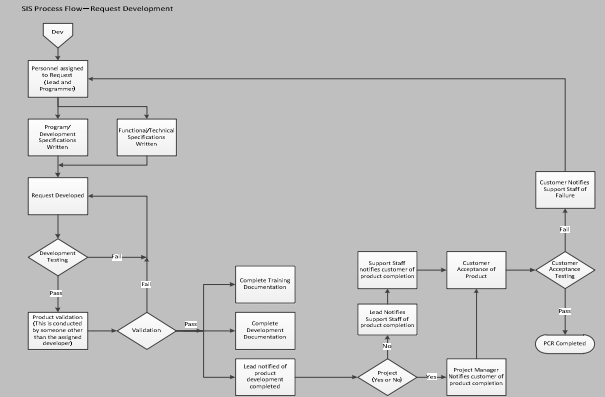 SIS Process Flow—Request Development
Dev
Personnel assigned
to Request
(Lead and
Programmer)
Program/
Development
Specifications
Written
Functional/Technical
Specifications
Written
Request Developed
Development
Testing
Fail
Fail
Pass
Product validation
(This is conducted
by someone other
than the assigned
developer)
Validation
Pass
Complete Training
Documentation
Complete
Development
Documentation
Lead notified of
product
development
completed
Project
(Yes or No)
No
Lead Notifies
Support Staff of
product completion
Support Staff
notifies customer of
product completion
Yes
Project Manager
Notifies customer of
product completion
Customer
Acceptance of
Product
Customer
Acceptance
Testing
Fail
Customer Notifies
Support Staff of
Failure
Pass
PCR Completed